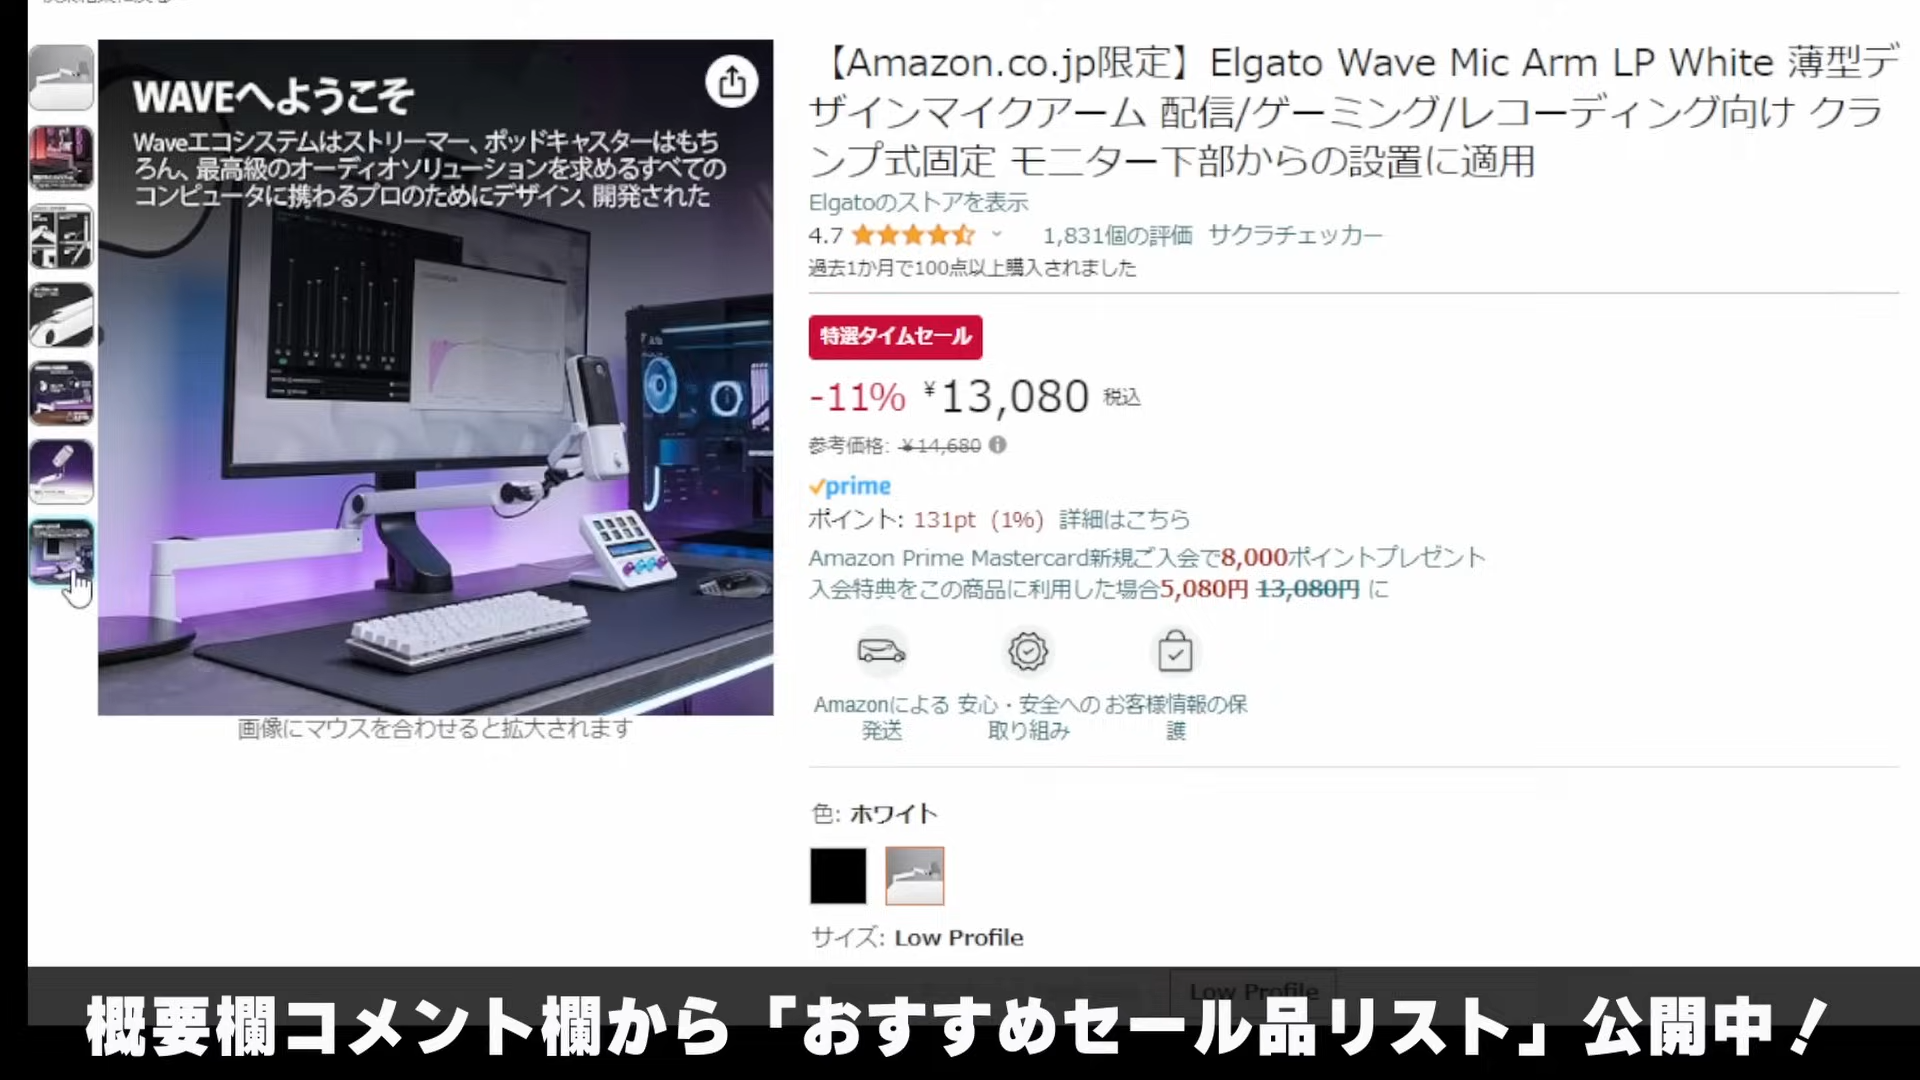 WAVEへようこそ
Waveエコシステムはストリーマー、ポッドキャスターはもち
ろん、最高級のオーディオソリューションを求めるすべての
コンピュータに携わるプロのためにデザイン、開発された
画像にマウスを合わせると拡大されます
【Amazon.co.jp限定】Elgato Wave Mic Arm LP White 薄型デ
ザインマイクアーム 配信/ゲーミング/レコーディング向け クラ
ンプ式固定 モニター下部からの設置に適用
Elgatoのストアを表示
4.7 1,831個の評価 サクラチェッカー
過去1か月で100点以上購入されました
特選タイムセール
-11% ¥13,080 税込
参考価格: ¥14,680
prime
ポイント: 131pt (1%) 詳細はこちら
Amazon Prime Mastercard新規ご入会で8,000ポイントプレゼント
入会特典をこの商品に利用した場合5,080円 13,080円 に
Amazonによる
発送
安心・安全への
取り組み
お客様情報の保
護
色: ホワイト
サイズ: Low Profile
Low Profile
概要欄コメント欄から「おすすめセール品リスト」公開中!